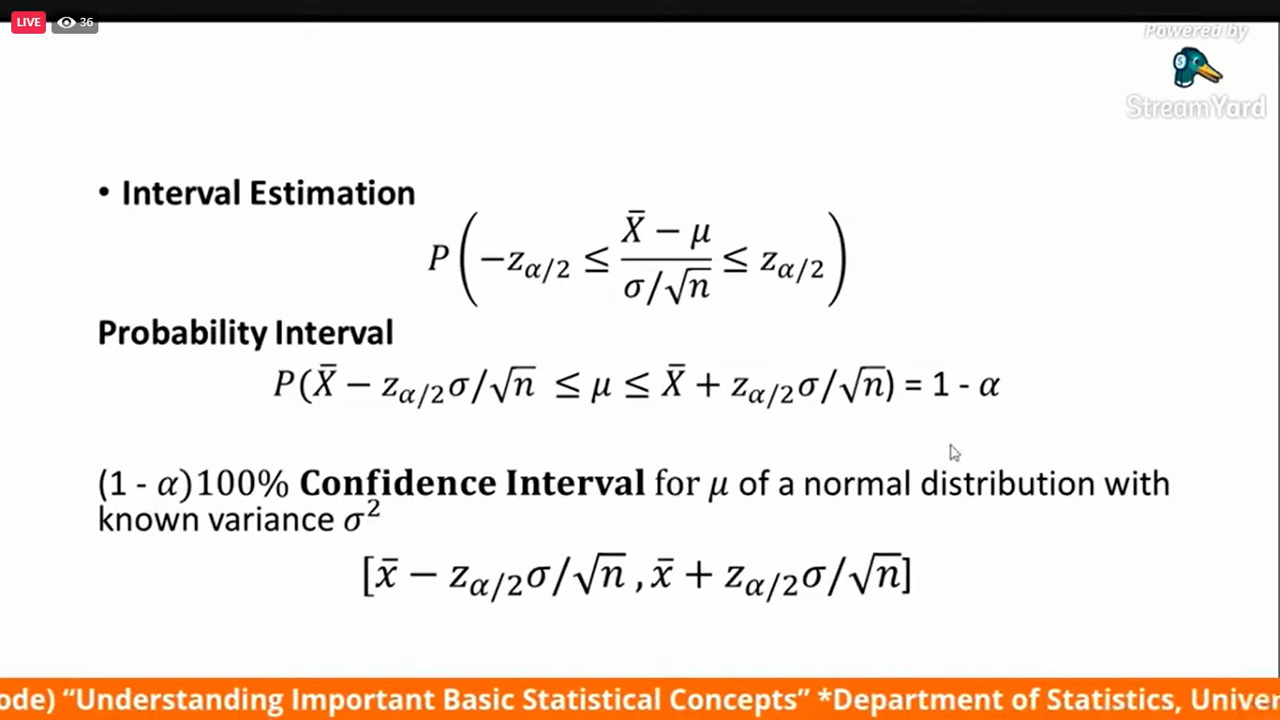 LIVE 36
Powered by
StreamYard
• Interval Estimation
P(−z_{α/2} ≤ (X̄ − μ)/(σ/√n) ≤ z_{α/2})
Probability Interval
P(X̄ − z_{α/2}σ/√n ≤ μ ≤ X̄ + z_{α/2}σ/√n) = 1 - α
(1 - α)100% Confidence Interval for μ of a normal distribution with
known variance σ²
[x̄ − z_{α/2}σ/√n , x̄ + z_{α/2}σ/√n]
ode) “Understanding Important Basic Statistical Concepts” *Department of Statistics, Univer